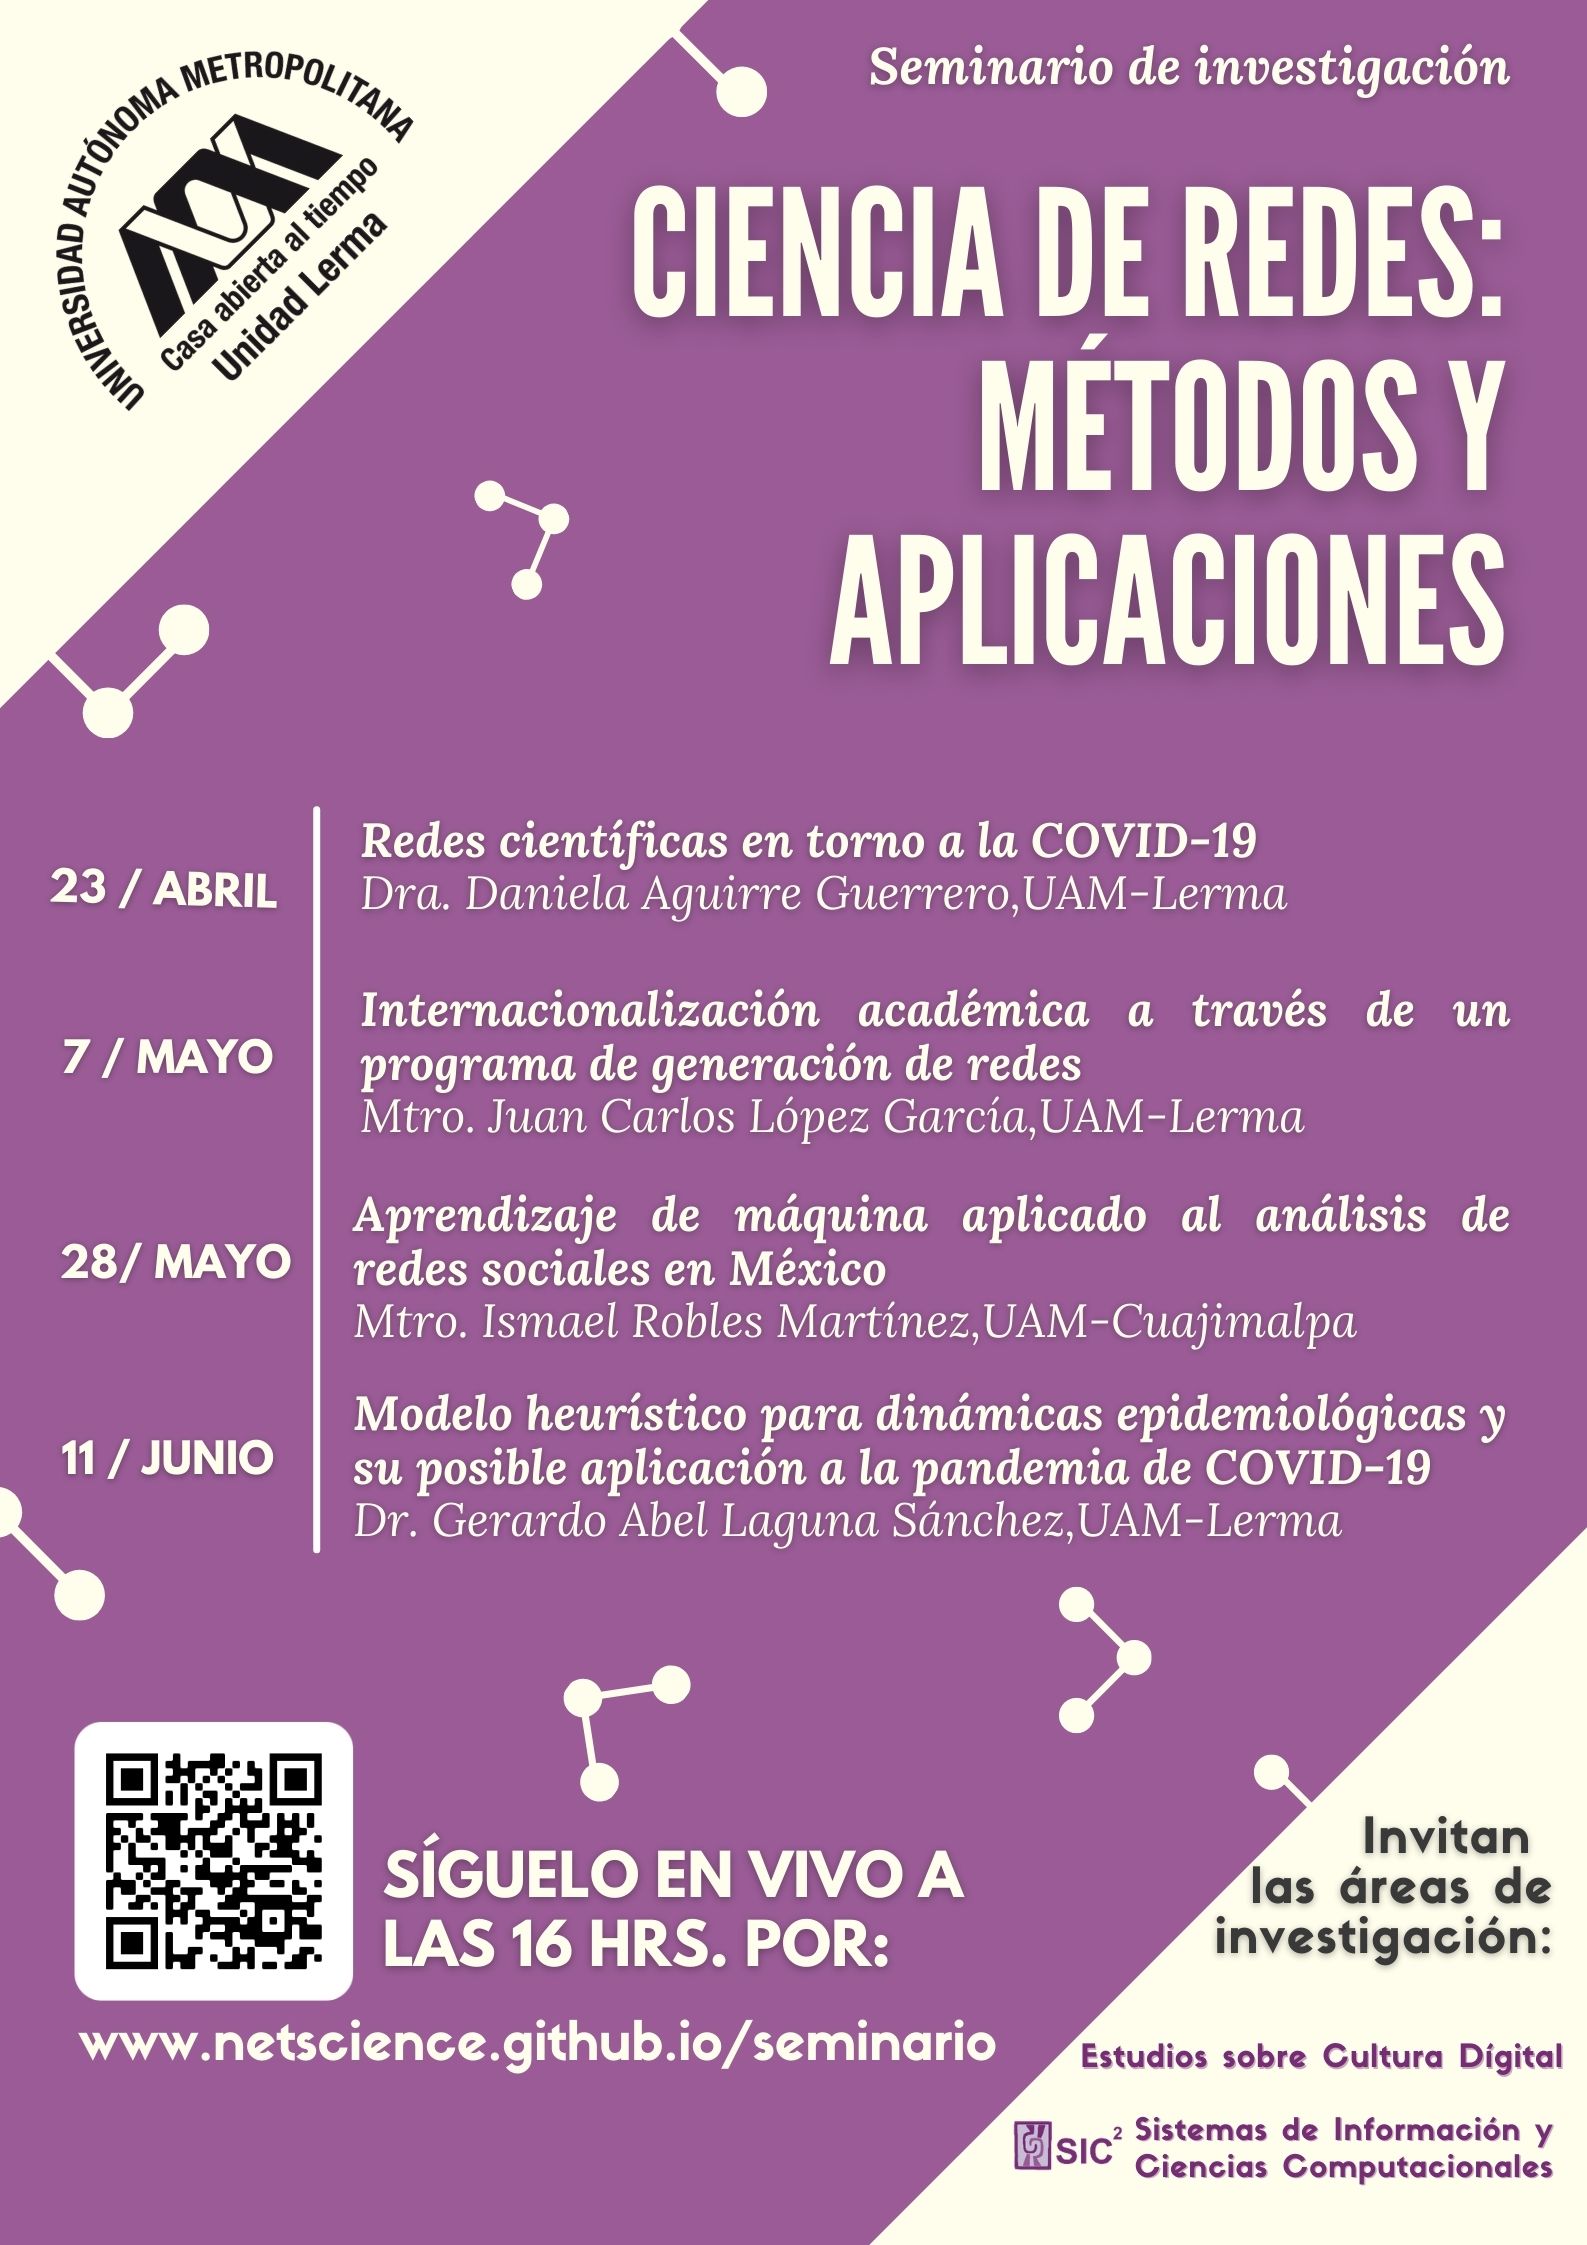 UNIVERSIDAD AUTÓNOMA METROPOLITANA
Casa abierta al tiempo
Unidad Lerma
Seminario de investigación
CIENCIA DE REDES:
MÉTODOS Y
APLICACIONES
23 / ABRIL
Redes científicas en torno a la COVID-19
Dra. Daniela Aguirre Guerrero,UAM-Lerma
7 / MAYO
Internacionalización académica a través de un
programa de generación de redes
Mtro. Juan Carlos López García,UAM-Lerma
28/ MAYO
Aprendizaje de máquina aplicado al análisis de
redes sociales en México
Mtro. Ismael Robles Martínez,UAM-Cuajimalpa
11 / JUNIO
Modelo heurístico para dinámicas epidemiológicas y
su posible aplicación a la pandemia de COVID-19
Dr. Gerardo Abel Laguna Sánchez,UAM-Lerma
SÍGUELO EN VIVO A
LAS 16 HRS. POR:
www.netscience.github.io/seminario
Invitan
las áreas de
investigación:
Estudios sobre Cultura Dígital
SIC²
Sistemas de Información y
Ciencias Computacionales